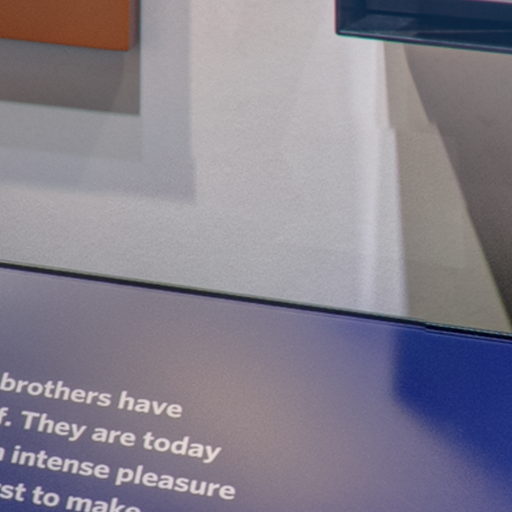 brothers have
f. They are today
n intense pleasure
st to make